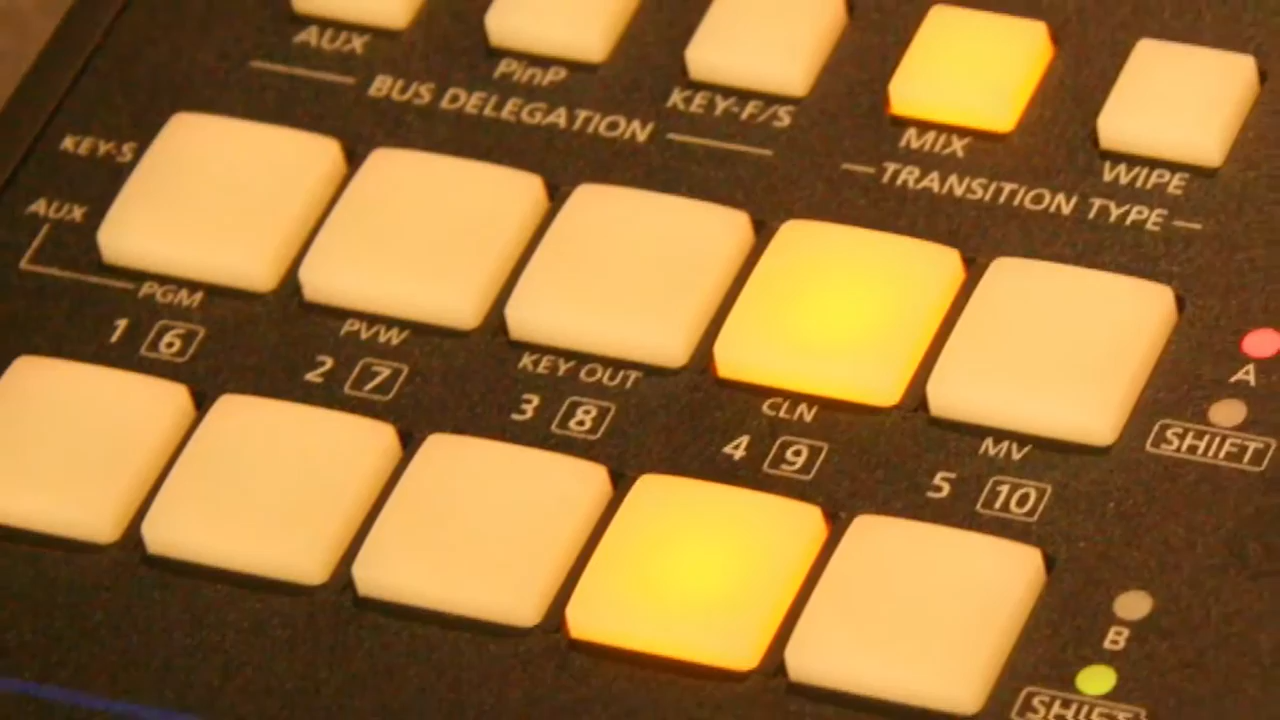 AUX PinP KEY-F/S MIX WIPE
BUS DELEGATION
TRANSITION TYPE
KEY-S
AUX
PGM PVW KEY OUT CLN MV
1 6 2 7 3 8 4 9 5 10
A
SHIFT
B
SHIFT